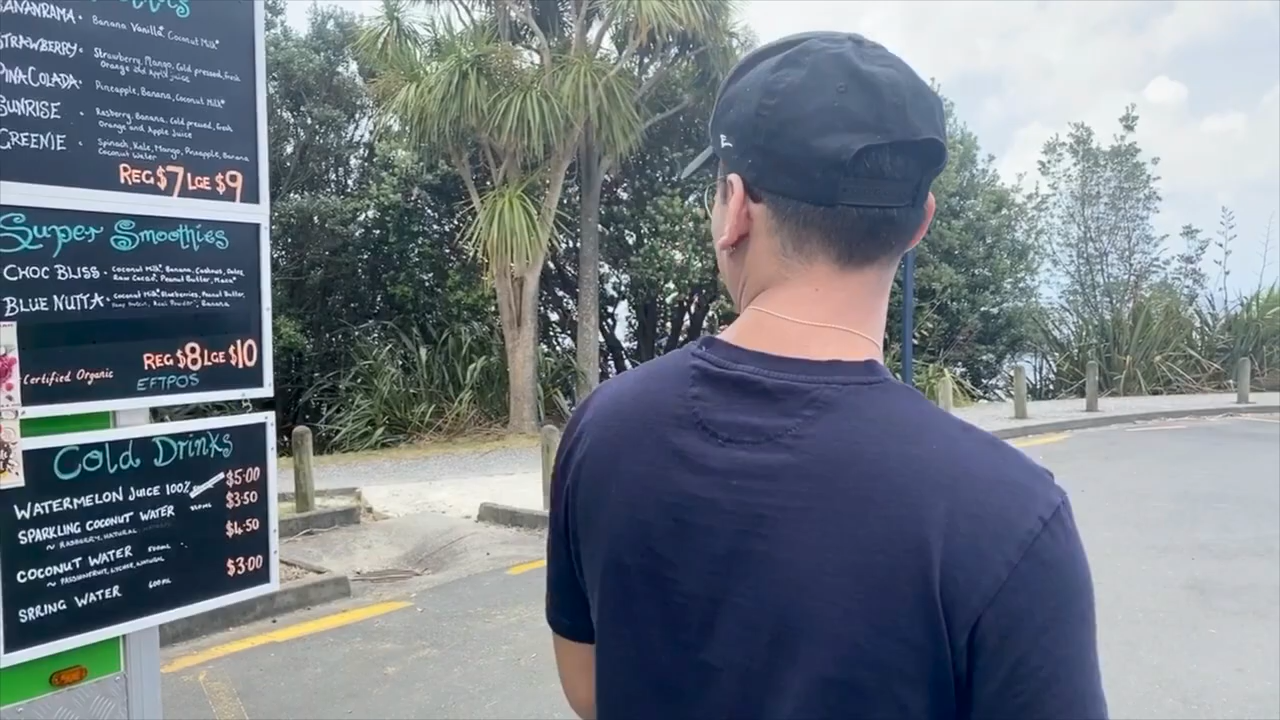 BANANRAMA · Banana Vanilla* Coconut Milk*
STRAWBERRY · Strawberry, Mango, Cold pressed, fresh
Orange and Apple juice
PINACOLADA · Pineapple, Banana, Coconut Milk*
SUNRISE · Rasberry, Banana, Cold pressed, fresh
Orange and Apple Juice
GREENIE · Spinach, Kale, Mango, Pineapple, Banana
Coconut Water
REG $7 LGE $9
Super Smoothies
CHOC BLISS · Coconut Milk*, Banana, Cashews, Dates,
Raw Cacao, Peanut Butter, Maca*
BLUE NUTTA · Coconut Milk*, Blueberries, Peanut Butter,
Banana
REG $8 LGE $10
Certified Organic
EFTPOS
Cold Drinks
WATERMELON JUICE 100% $5.00
SPARKLING COCONUT WATER $3.50
~ RASBERRY, NATURAL
COCONUT WATER 500ML $4.50
~ PASSIONFRUIT, LYCHEE, NATURAL
SRRING WATER 600ML $3.00